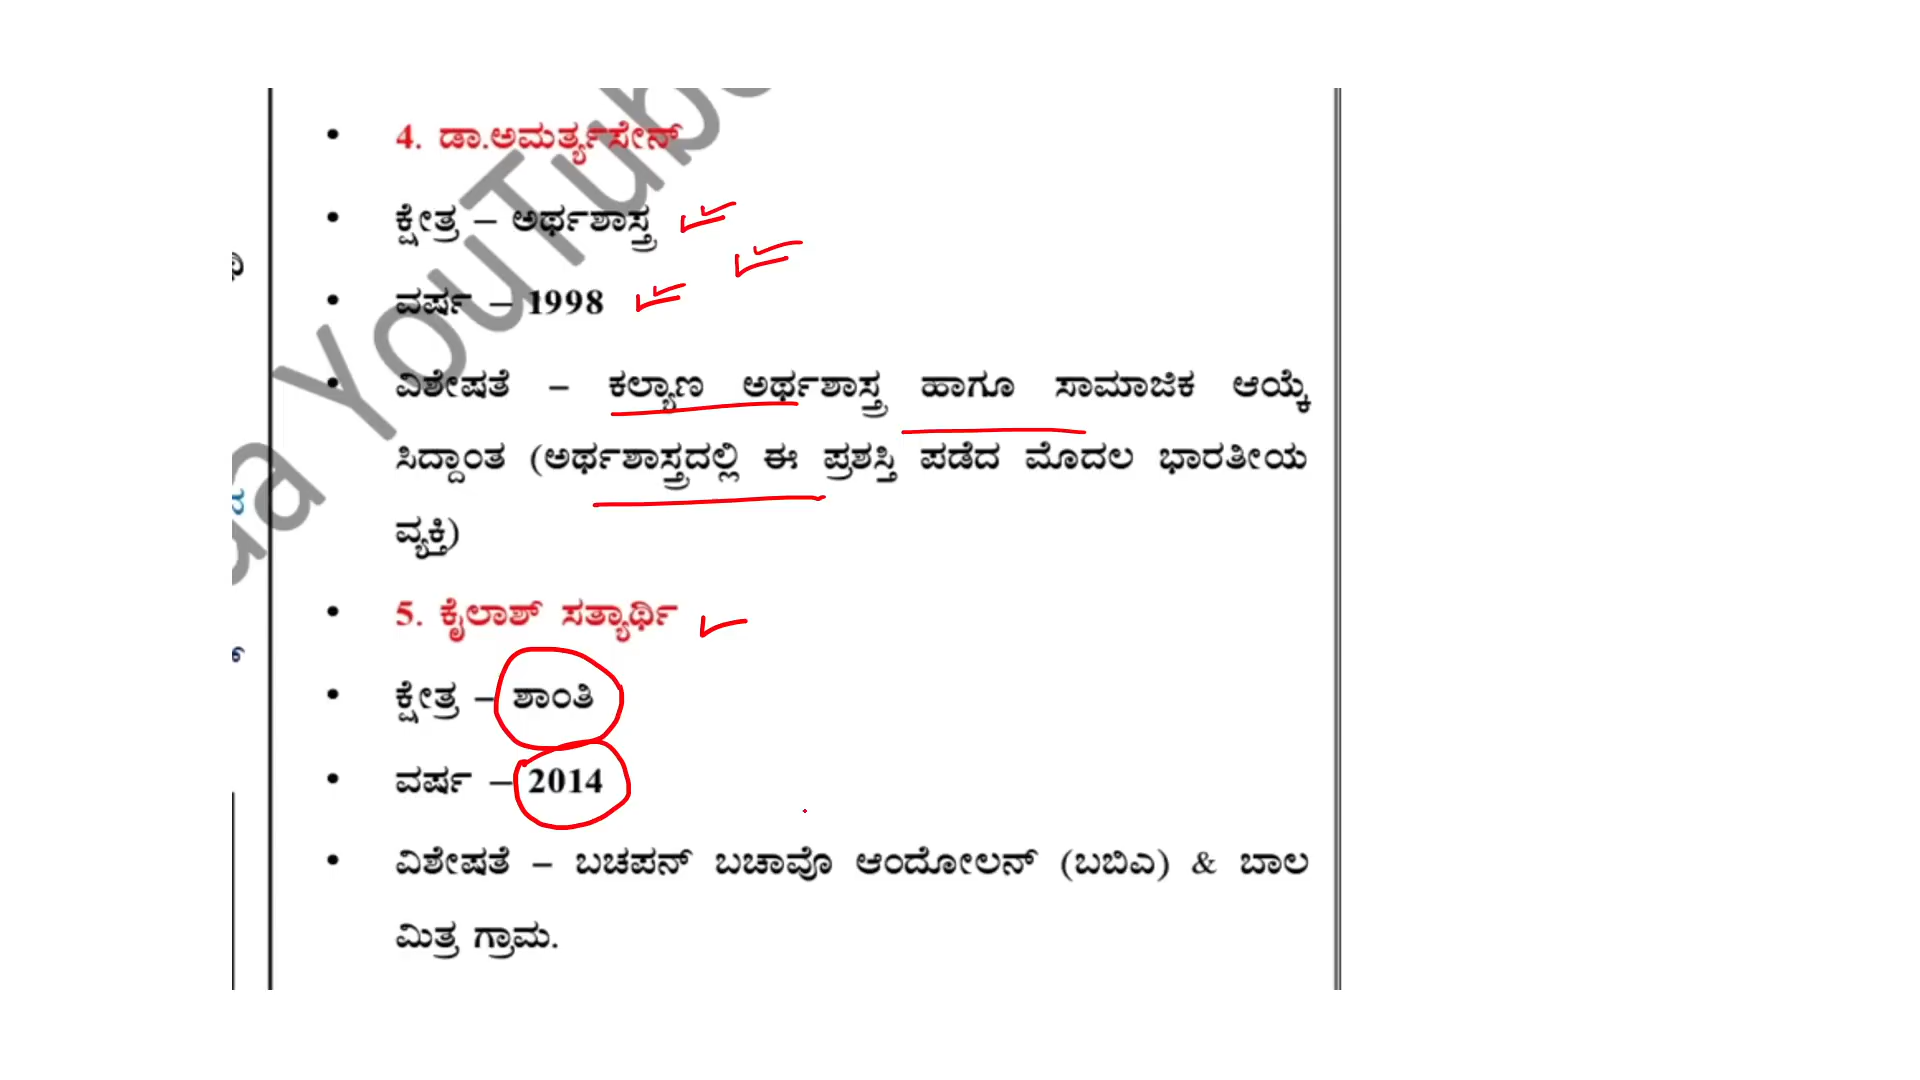 • 4. ಡಾ.ಅಮರ್ತ್ಯಸೇನ್
• ಕ್ಷೇತ್ರ – ಅರ್ಥಶಾಸ್ತ್ರ
• ವರ್ಷ – 1998
• ವಿಶೇಷತೆ – ಕಲ್ಯಾಣ ಅರ್ಥಶಾಸ್ತ್ರ ಹಾಗೂ ಸಾಮಾಜಿಕ ಆಯ್ಕೆ
ಸಿದ್ದಾಂತ (ಅರ್ಥಶಾಸ್ತ್ರದಲ್ಲಿ ಈ ಪ್ರಶಸ್ತಿ ಪಡೆದ ಮೊದಲ ಭಾರತೀಯ
ವ್ಯಕ್ತಿ)
• 5. ಕೈಲಾಶ್ ಸತ್ಯಾರ್ಥಿ
• ಕ್ಷೇತ್ರ – ಶಾಂತಿ
• ವರ್ಷ – 2014
• ವಿಶೇಷತೆ – ಬಚಪನ್ ಬಚಾವೊ ಆಂದೋಲನ್ (ಬಬಿಎ) & ಬಾಲ
ಮಿತ್ರ ಗ್ರಾಮ.
YouTube